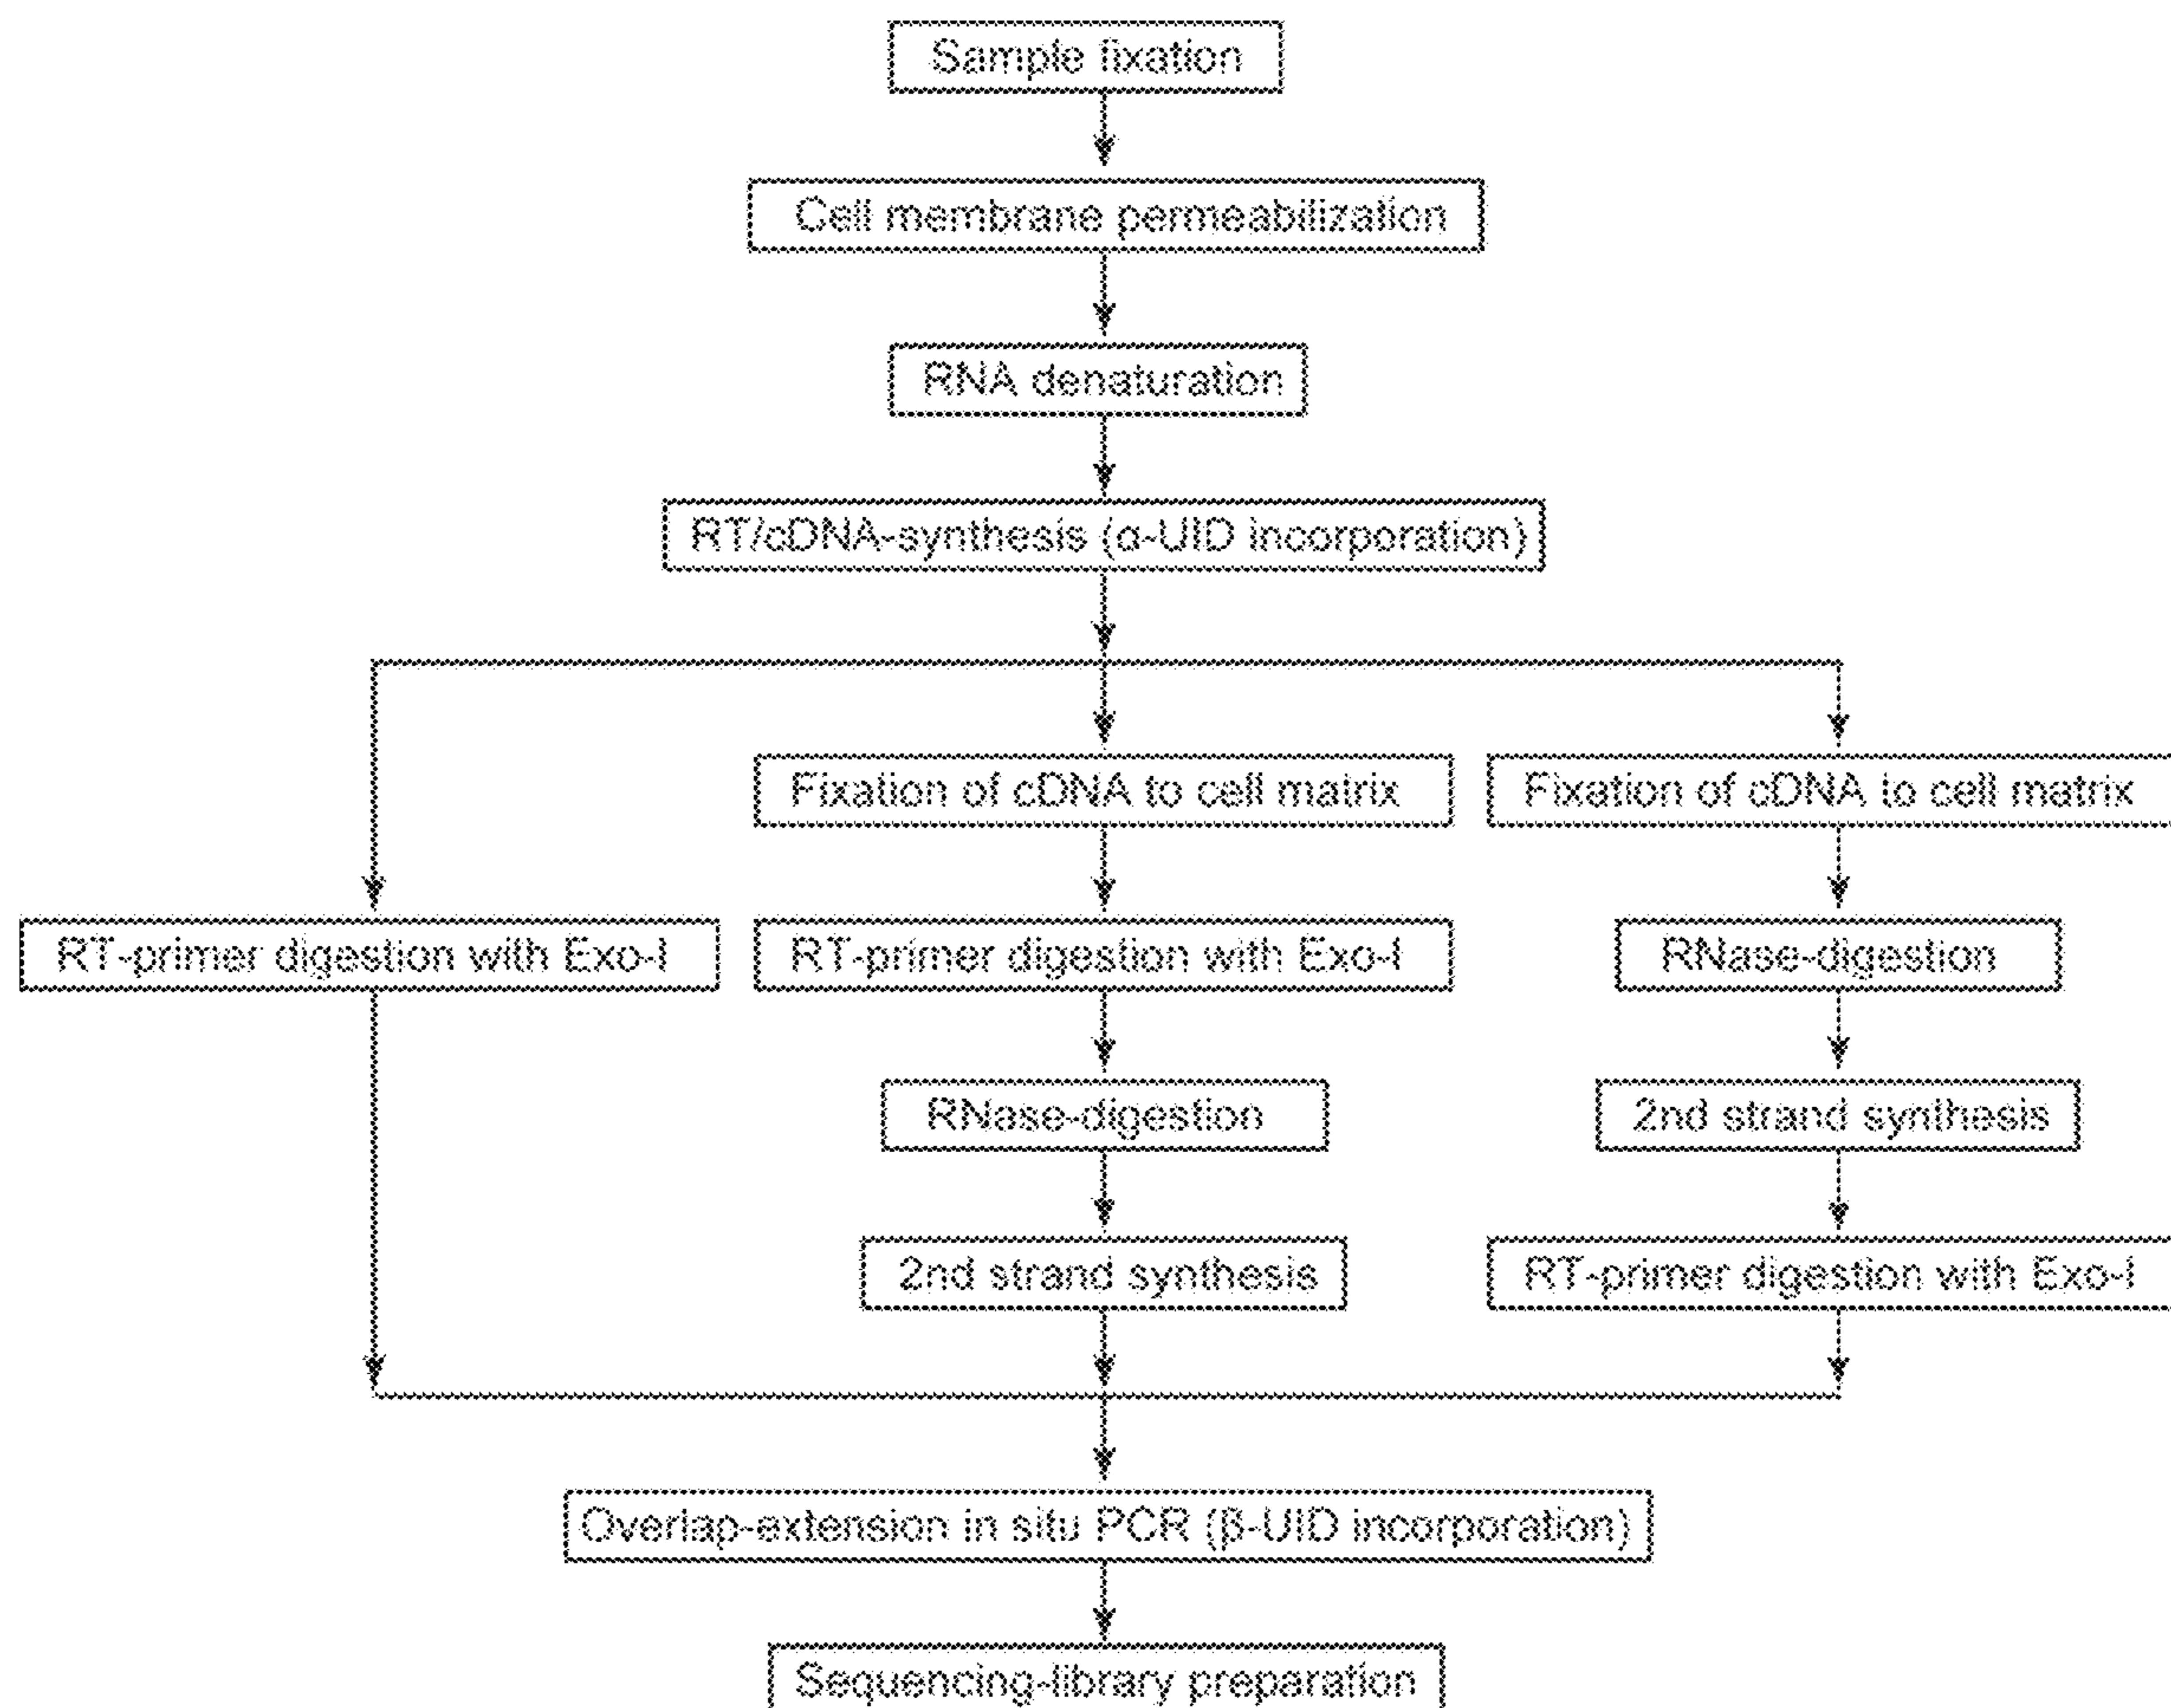 Sample fixation
Cell membrane permeabilization
RNA denaturation
RT/cDNA-synthesis (α-UID incorporation)
Fixation of cDNA to cell matrix
Fixation of cDNA to cell matrix
RT-primer digestion with Exo-I
RT-primer digestion with Exo-I
RNase-digestion
RNase-digestion
2nd strand synthesis
2nd strand synthesis
RT-primer digestion with Exo-I
Overlap-extension in situ PCR (β-UID incorporation)
Sequencing-library preparation